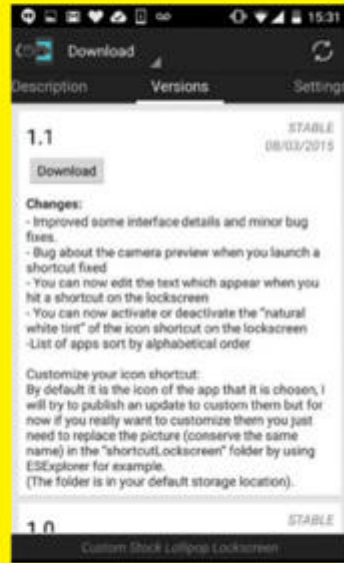 15:31
Download
Description Versions Settings
1.1 STABLE
08/03/2015
Download
Changes:
- Improved some interface details and minor bug
fixes.
- Bug about the camera preview when you launch a
shortcut fixed
- You can now edit the text which appear when you
hit a shortcut on the lockscreen
- You can now activate or deactivate the "natural
white tint" of the icon shortcut on the lockscreen
-List of apps sort by alphabetical order
Customize your icon shortcut:
By default it is the icon of the app that it is chosen, I
will try to publish an update to custom them but for
now if you really want to customize them you just
need to replace the picture (conserve the same
name) in the "shortcutLockscreen" folder by using
ESExplorer for example.
(The folder is in your default storage location).
1.0 STABLE
Custom Stock Lollipop Lockscreen